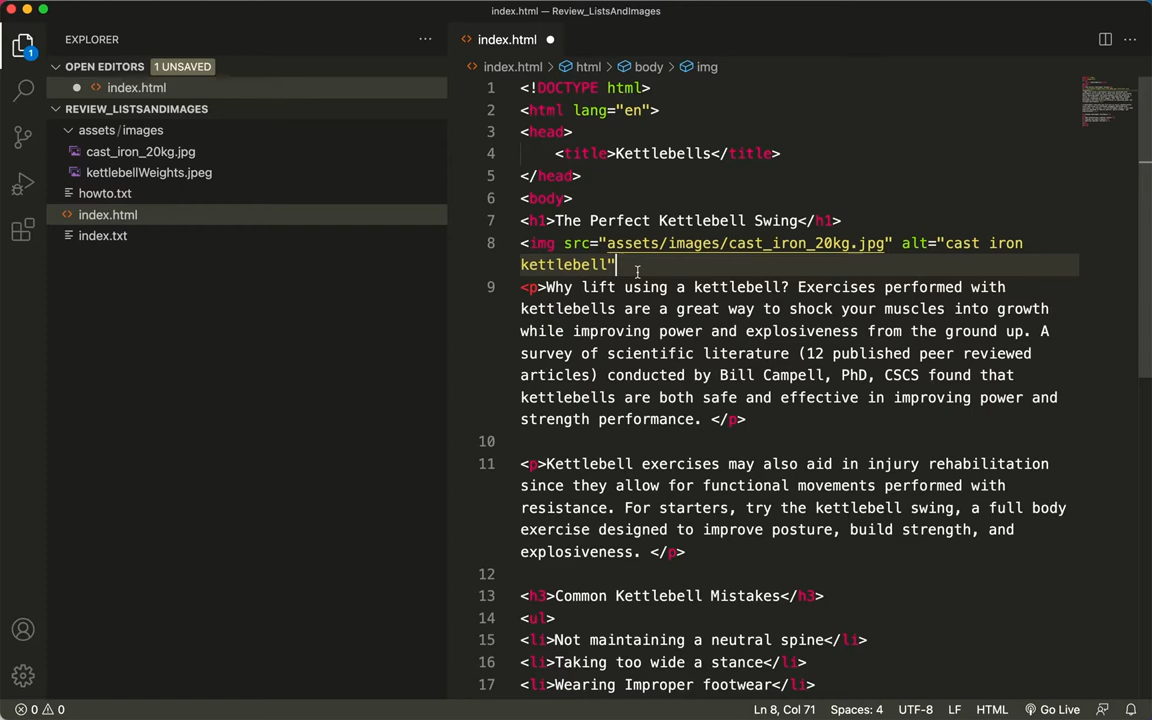 index.html — Review_ListsAndImages
EXPLORER
index.html
OPEN EDITORS 1 UNSAVED
index.html
REVIEW_LISTSANDIMAGES
assets / images
cast_iron_20kg.jpg
kettlebellWeights.jpeg
howto.txt
index.html
index.txt
1
index.html > html > body > img
1 <!DOCTYPE html>
2 <html lang="en">
3 <head>
4 <title>Kettlebells</title>
5 </head>
6 <body>
7 <h1>The Perfect Kettlebell Swing</h1>
8 <img src="assets/images/cast_iron_20kg.jpg" alt="cast iron
kettlebell"
9 <p>Why lift using a kettlebell? Exercises performed with
kettlebells are a great way to shock your muscles into growth
while improving power and explosiveness from the ground up. A
survey of scientific literature (12 published peer reviewed
articles) conducted by Bill Campell, PhD, CSCS found that
kettlebells are both safe and effective in improving power and
strength performance. </p>
10
11 <p>Kettlebell exercises may also aid in injury rehabilitation
since they allow for functional movements performed with
resistance. For starters, try the kettlebell swing, a full body
exercise designed to improve posture, build strength, and
explosiveness. </p>
12
13 <h3>Common Kettlebell Mistakes</h3>
14 <ul>
15 <li>Not maintaining a neutral spine</li>
16 <li>Taking too wide a stance</li>
17 <li>Wearing Improper footwear</li>
0 0 Ln 8, Col 71 Spaces: 4 UTF-8 LF HTML Go Live